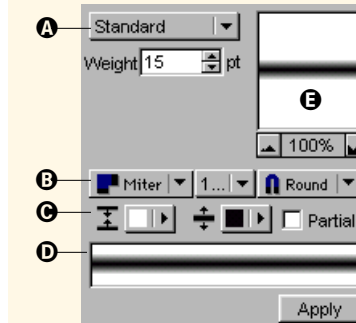 A Standard
Weight 15 pt
E
100%
B Miter 1... Round
C Partial
D
Apply